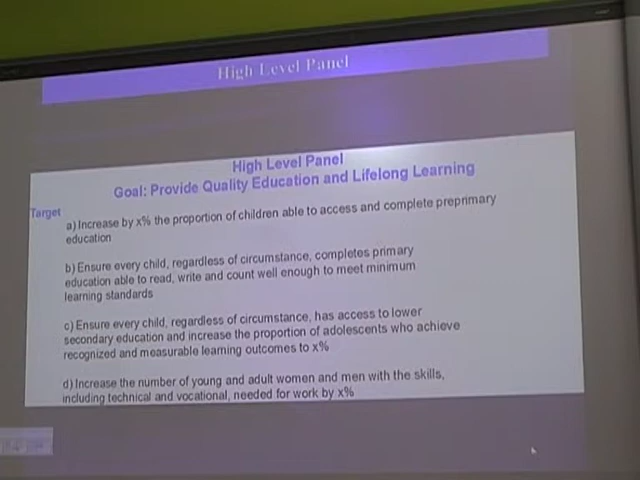 High Level Panel
High Level Panel
Goal: Provide Quality Education and Lifelong Learning
Target
a) Increase by x% the proportion of children able to access and complete preprimary
education
b) Ensure every child, regardless of circumstance, completes primary
education able to read, write and count well enough to meet minimum
learning standards
c) Ensure every child, regardless of circumstance, has access to lower
secondary education and increase the proportion of adolescents who achieve
recognized and measurable learning outcomes to x%
d) Increase the number of young and adult women and men with the skills,
including technical and vocational, needed for work by x%